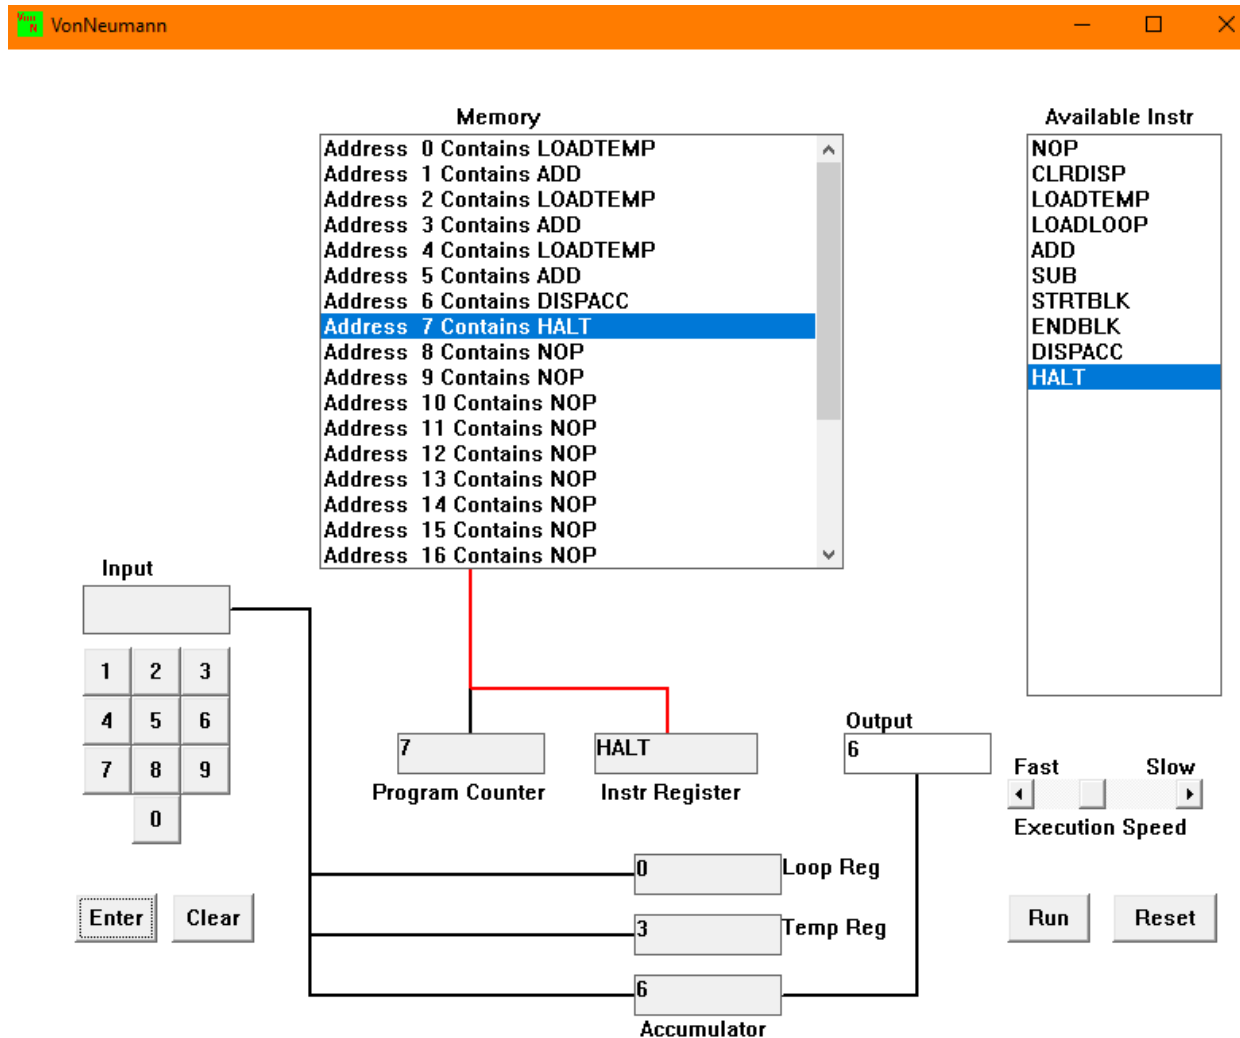 Von
N
VonNeumann
Memory
Address 0 Contains LOADTEMP
Address 1 Contains ADD
Address 2 Contains LOADTEMP
Address 3 Contains ADD
Address 4 Contains LOADTEMP
Address 5 Contains ADD
Address 6 Contains DISPACC
Address 7 Contains HALT
Address 8 Contains NOP
Address 9 Contains NOP
Address 10 Contains NOP
Address 11 Contains NOP
Address 12 Contains NOP
Address 13 Contains NOP
Address 14 Contains NOP
Address 15 Contains NOP
Address 16 Contains NOP
Available Instr
NOP
CLRDISP
LOADTEMP
LOADLOOP
ADD
SUB
STRTBLK
ENDBLK
DISPACC
HALT
Input
1 2 3
4 5 6
7 8 9
0
Enter Clear
7
Program Counter
HALT
Instr Register
Output
6
Fast Slow
Execution Speed
0 Loop Reg
3 Temp Reg
6
Accumulator
Run Reset